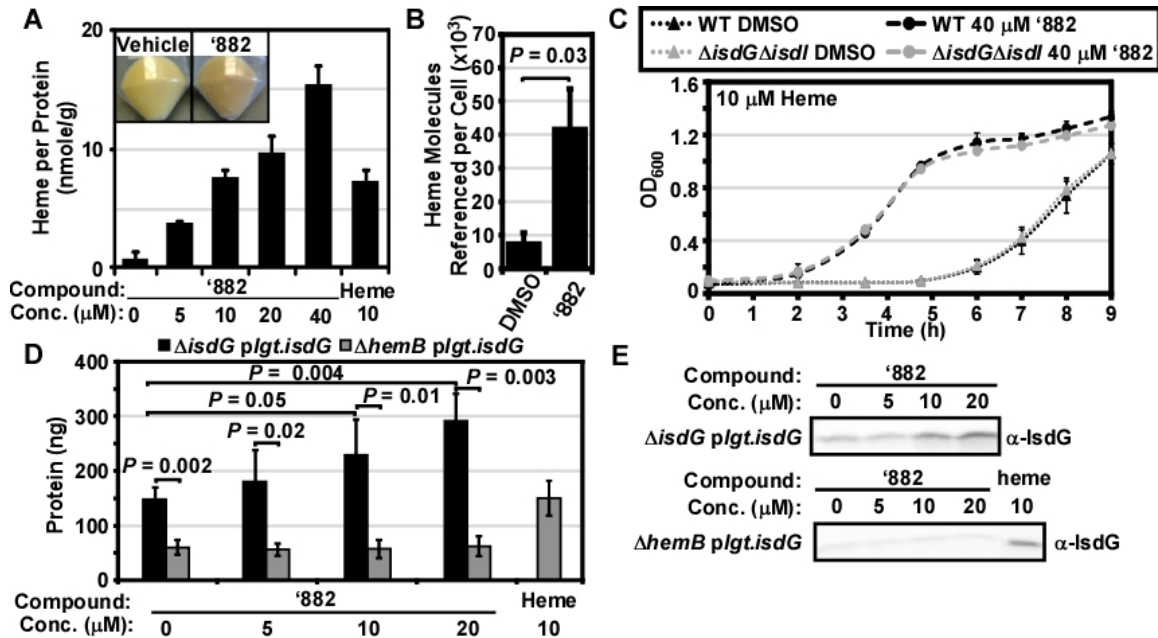 A
Heme per Protein
(nmole/g)
20
10
0
Vehicle
‘882
Compound: ‘882 Heme
Conc. (μM): 0 5 10 20 40 10
B
Heme Molecules
Referenced per Cell (x10³)
70
60
50
40
30
20
10
0
P = 0.03
DMSO
‘882
C
WT DMSO
WT 40 μM ‘882
ΔisdGΔisdI DMSO
ΔisdGΔisdI 40 μM ‘882
10 μM Heme
OD600
1.6
1.2
0.8
0.4
0
0 1 2 3 4 5 6 7 8 9
Time (h)
D
ΔisdG plgt.isdG
ΔhemB plgt.isdG
Protein (ng)
400
350
300
250
200
150
100
50
0
P = 0.004
P = 0.003
P = 0.05
P = 0.01
P = 0.02
P = 0.002
Compound: ‘882 Heme
Conc. (μM): 0 5 10 20 10
E
Compound: ‘882
Conc. (μM): 0 5 10 20
ΔisdG plgt.isdG α-IsdG
Compound: ‘882 heme
Conc. (μM): 0 5 10 20 10
ΔhemB plgt.isdG α-IsdG